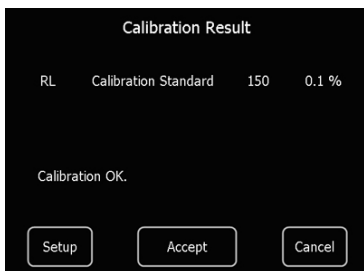 Calibration Result
RL Calibration Standard 150 0.1 %
Calibration OK.
Setup Accept Cancel